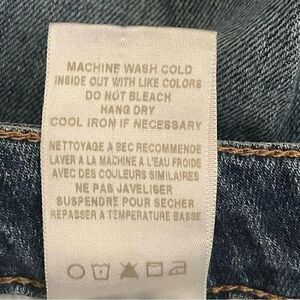 MACHINE WASH COLD
INSIDE OUT WITH LIKE COLORS
DO NOT BLEACH
HANG DRY
COOL IRON IF NECESSARY
NETTOYAGE A SEC RECOMMENDE
LAVER A LA MACHINE A L'EAU FROIDE
AVEC DES COULEURS SIMILAIRES
NE PAS JAVELISER
SUSPENDRE POUR SECHER
REPASSER A TEMPERATURE BASSE